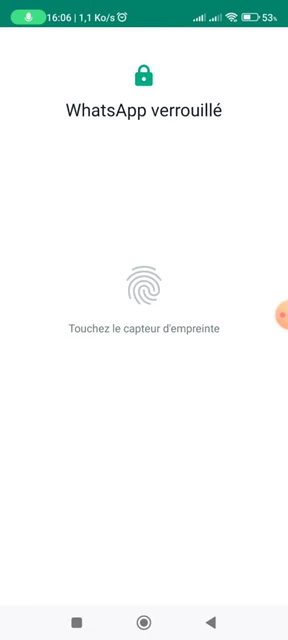 16:06 | 1,1 Ko/s 53%
WhatsApp verrouillé
Touchez le capteur d'empreinte